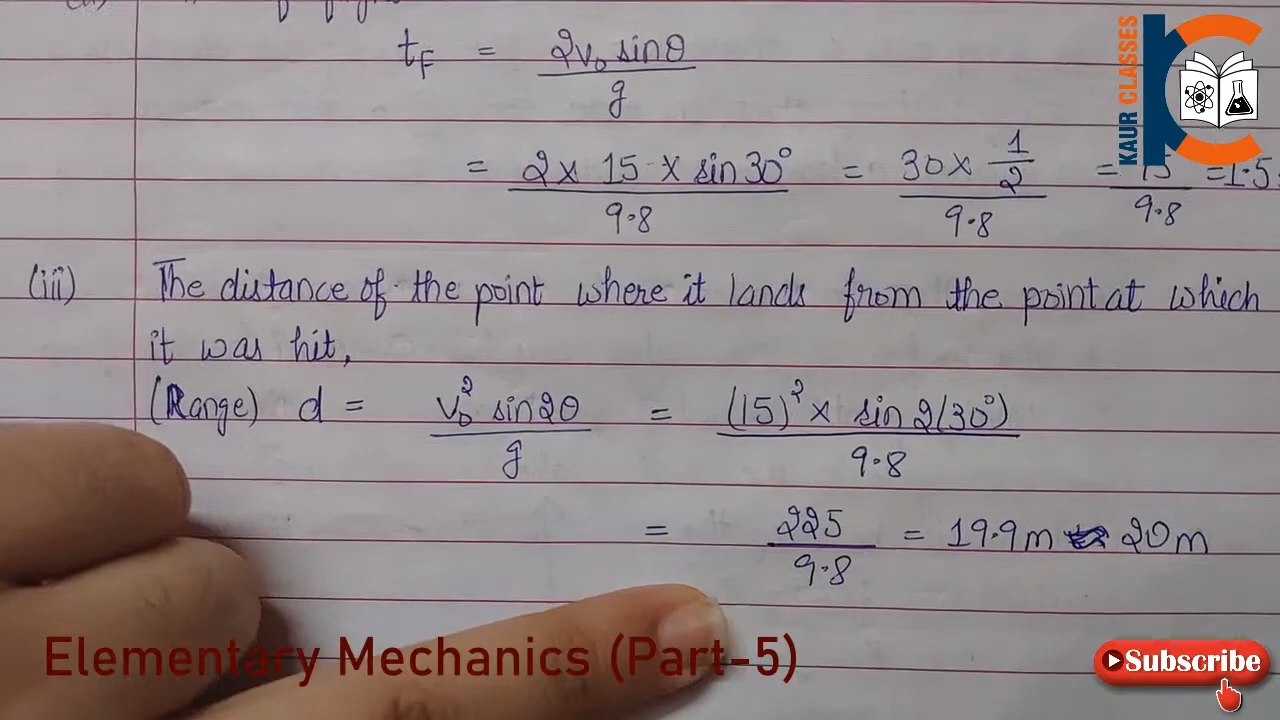 t_F = 2v₀ sinθ / g
= 2 × 15 × sin 30° / 9.8 = 30 × 1/2 / 9.8 = 15 / 9.8 = 1.5
(iii) The distance of the point where it lands from the point at which
it was hit,
(Range) d = v₀² sin2θ / g = (15)² × sin 2(30°) / 9.8
= 225 / 9.8 = 19.9m 20m
KAUR CLASSES
Elementary Mechanics (Part-5)
Subscribe